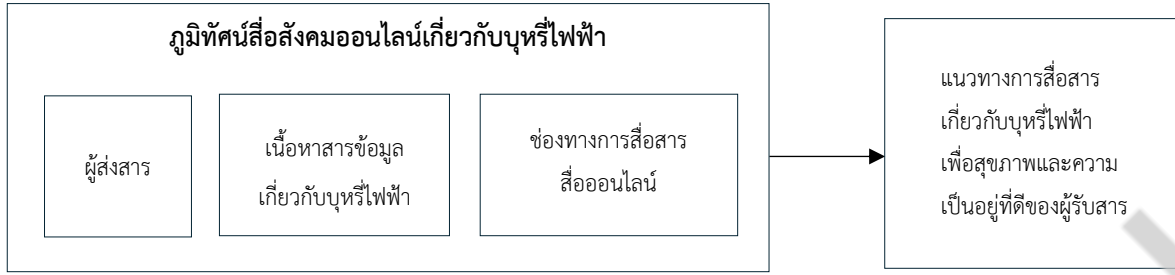 ภูมิทัศน์สื่อสังคมออนไลน์เกี่ยวกับบุหรี่ไฟฟ้า
ผู้ส่งสาร
เนื้อหาสารข้อมูล
เกี่ยวกับบุหรี่ไฟฟ้า
ช่องทางการสื่อสาร
สื่อออนไลน์
แนวทางการสื่อสาร
เกี่ยวกับบุหรี่ไฟฟ้า
เพื่อสุขภาพและความ
เป็นอยู่ที่ดีของผู้รับสาร